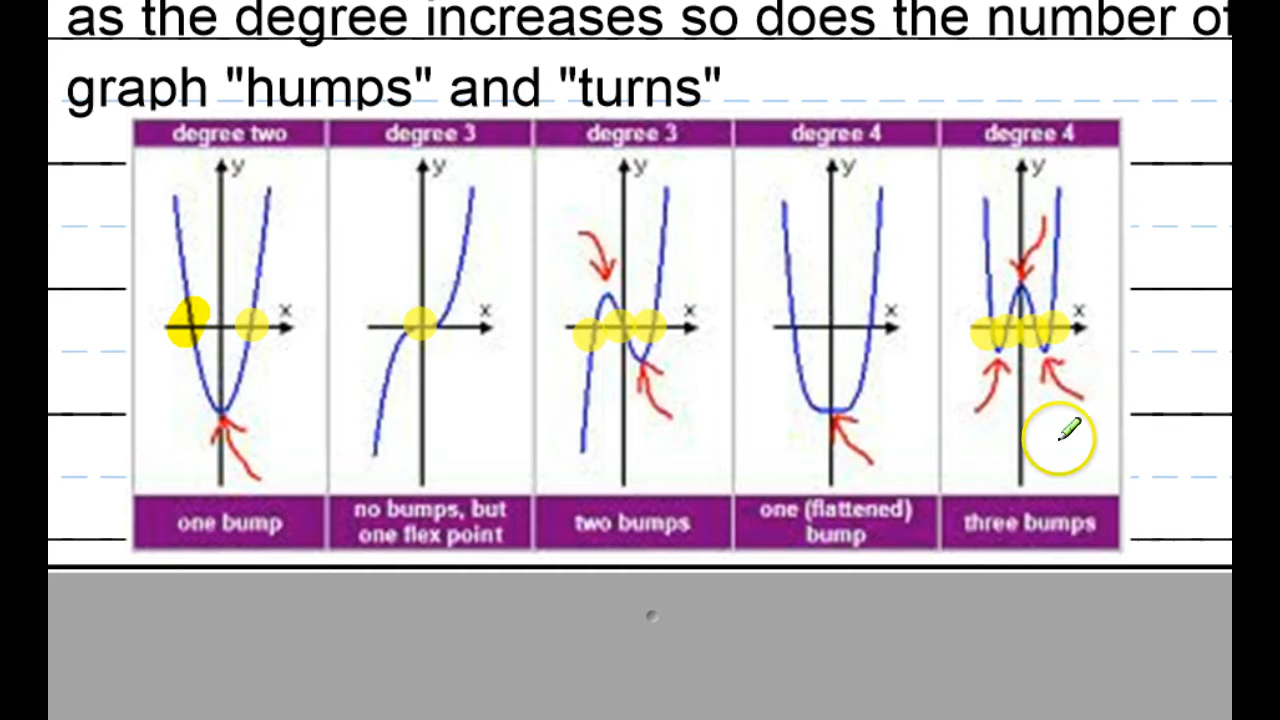 as the degree increases so does the number of
graph "humps" and "turns"
degree two degree 3 degree 3 degree 4 degree 4
y y y y y
x x x x x
one bump
no bumps, but
one flex point
two bumps
one (flattened)
bump
three bumps